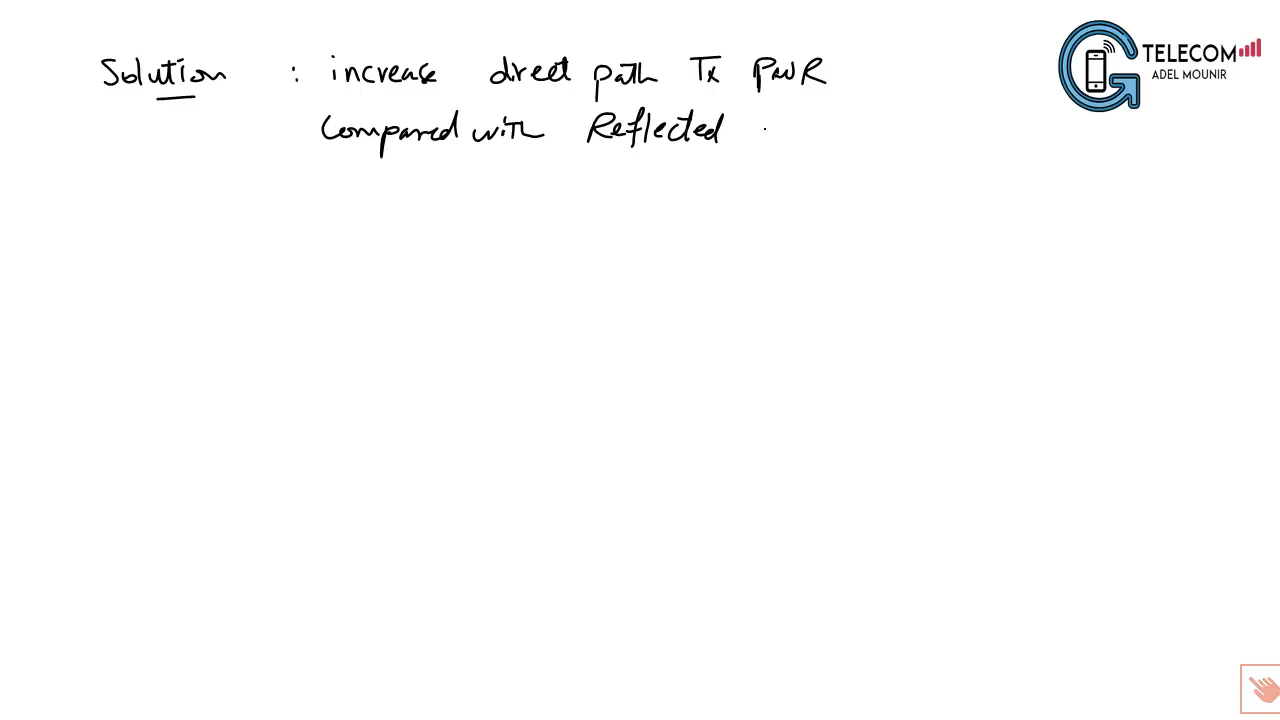 Solution : increase direct path Tx PWR
Compared with Reflected
TELECOM
ADEL MOUNIR